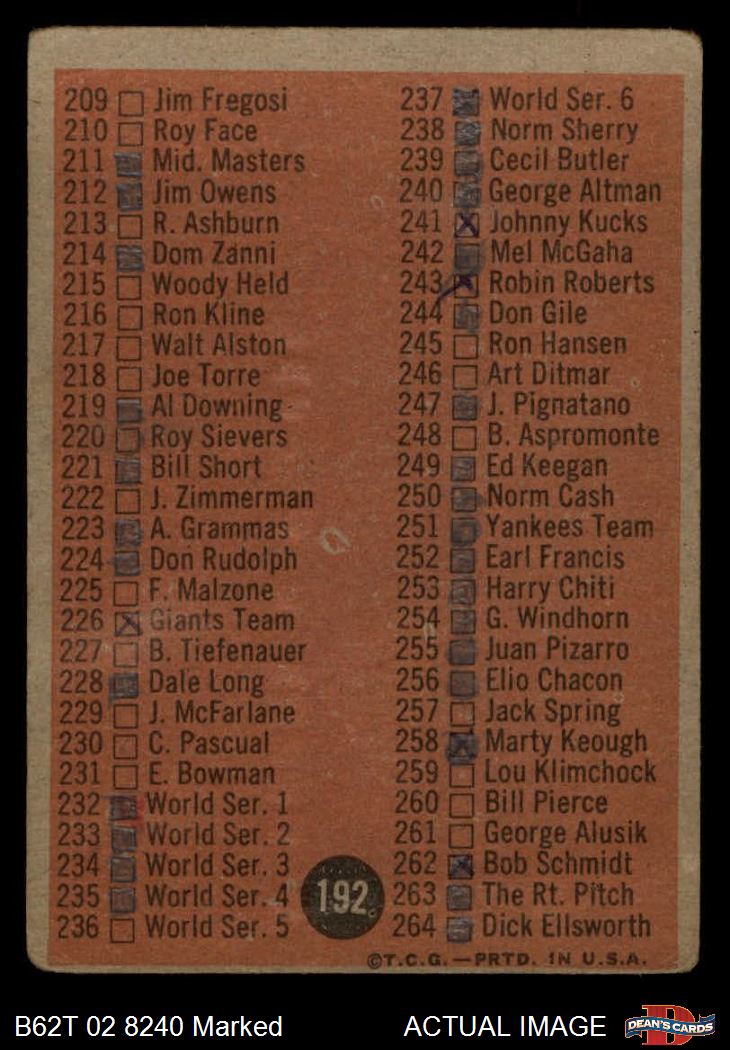 209 Jim Fregosi
210 Roy Face
211 Mid. Masters
212 Jim Owens
213 R. Ashburn
214 Dom Zanni
215 Woody Held
216 Ron Kline
217 Walt Alston
218 Joe Torre
219 Al Downing
220 Roy Sievers
221 Bill Short
222 J. Zimmerman
223 A. Grammas
224 Don Rudolph
225 F. Malzone
226 Giants Team
227 B. Tiefenauer
228 Dale Long
229 J. McFarlane
230 C. Pascual
231 E. Bowman
232 World Ser. 1
233 World Ser. 2
234 World Ser. 3
235 World Ser. 4
236 World Ser. 5
237 World Ser. 6
238 Norm Sherry
239 Cecil Butler
240 George Altman
241 Johnny Kucks
242 Mel McGaha
243 Robin Roberts
244 Don Gile
245 Ron Hansen
246 Art Ditmar
247 J. Pignatano
248 B. Aspromonte
249 Ed Keegan
250 Norm Cash
251 Yankees Team
252 Earl Francis
253 Harry Chiti
254 G. Windhorn
255 Juan Pizarro
256 Elio Chacon
257 Jack Spring
258 Marty Keough
259 Lou Klimchock
260 Bill Pierce
261 George Alusik
262 Bob Schmidt
263 The Rt. Pitch
264 Dick Ellsworth
192
©T.C.G.—PRTD. IN U.S.A.
B62T 02 8240 Marked
ACTUAL IMAGE
DEAN'S CARDS